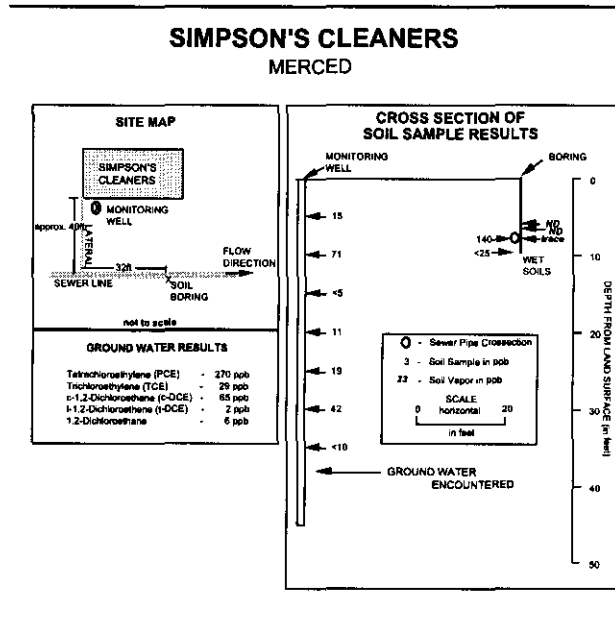 SIMPSON'S CLEANERS
MERCED
SITE MAP
SIMPSON'S
CLEANERS
MONITORING
WELL
approx. 40ft.
LATERAL
32ft
FLOW
DIRECTION
SEWER LINE
SOIL
BORING
not to scale
GROUND WATER RESULTS
Tetrachloroethylene (PCE) - 270 ppb
Trichloroethylene (TCE) - 29 ppb
c-1,2-Dichloroethene (c-DCE) - 65 ppb
t-1,2-Dichloroethene (t-DCE) - 2 ppb
1,2-Dichloroethane - 6 ppb
CROSS SECTION OF
SOIL SAMPLE RESULTS
MONITORING
WELL
BORING
15
71
<5
11
19
42
<10
ND
ND
140
trace
<25
WET
SOILS
O - Sewer Pipe Crossection
3 - Soil Sample in ppb
23 - Soil Vapor in ppb
SCALE
0 horizontal 20
in feet
GROUND WATER
ENCOUNTERED
0
10
20
30
40
50
DEPTH FROM LAND SURFACE (in feet)